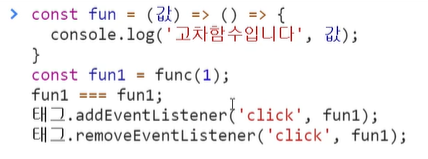 > const fun = (값) => () => {
console.log('고차함수입니다', 값);
}
const fun1 = func(1);
fun1 === fun1;
태그.addEventListener('click', fun1);
태그.removeEventListener('click', fun1);